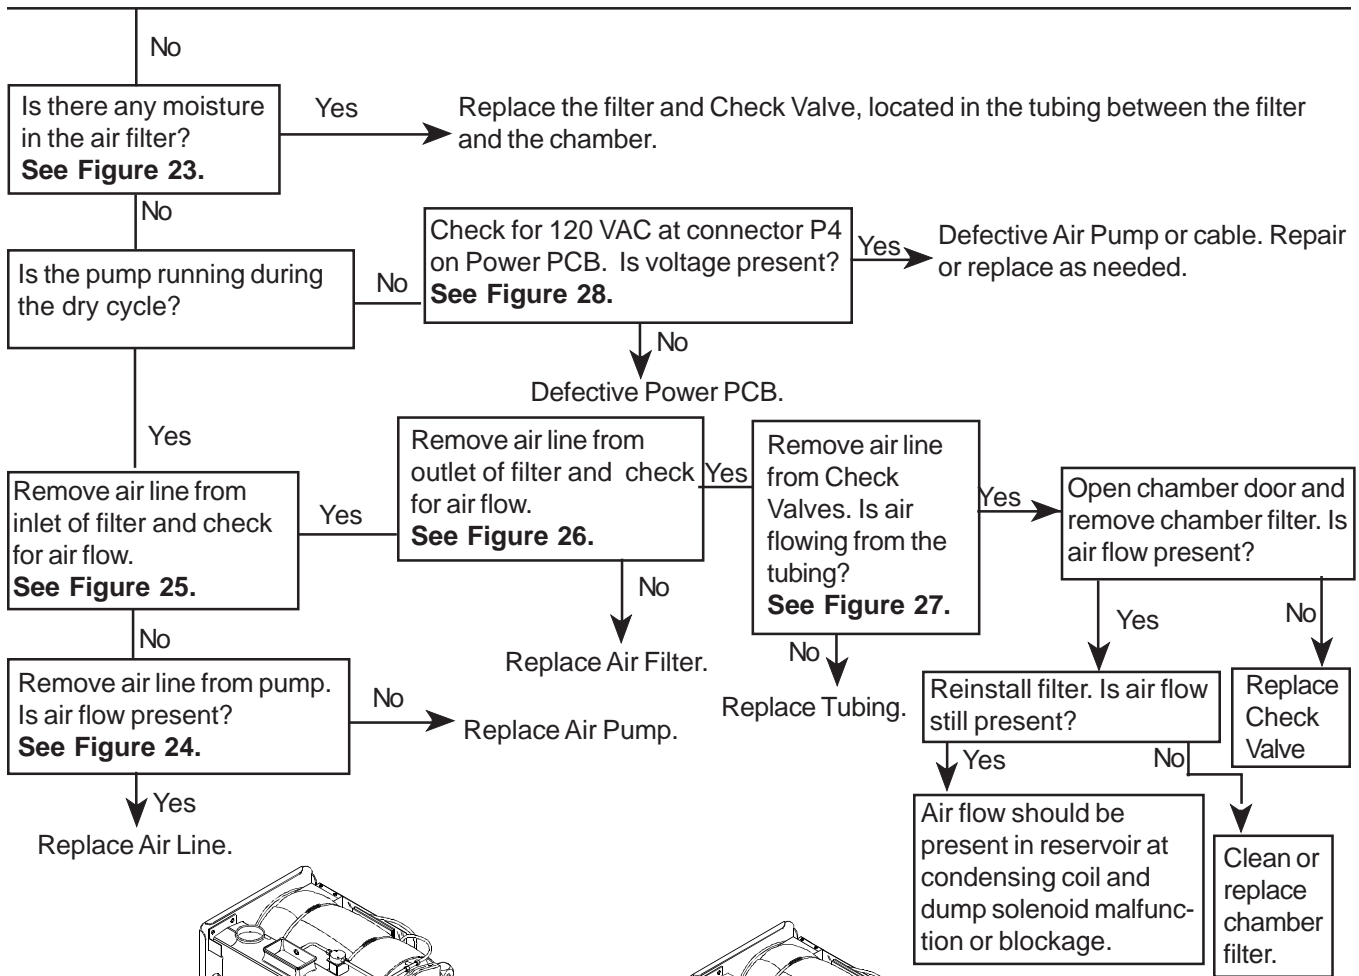 No
Is there any moisture
in the air filter?
See Figure 23.
Yes
Replace the filter and Check Valve, located in the tubing between the filter
and the chamber.
No
Is the pump running during
the dry cycle?
No
Check for 120 VAC at connector P4
on Power PCB. Is voltage present?
See Figure 28.
Yes
Defective Air Pump or cable. Repair
or replace as needed.
No
Defective Power PCB.
Yes
Remove air line from
inlet of filter and check
for air flow.
See Figure 25.
Yes
Remove air line from
outlet of filter and check
for air flow.
See Figure 26.
Yes
Remove air line
from Check
Valves. Is air
flowing from the
tubing?
See Figure 27.
Yes
Open chamber door and
remove chamber filter. Is
air flow present?
No
Replace Air Filter.
No
Replace Tubing.
Yes
No
Reinstall filter. Is air flow
still present?
Replace
Check
Valve
No
Remove air line from pump.
Is air flow present?
See Figure 24.
No
Replace Air Pump.
Yes
Replace Air Line.
Yes
No
Air flow should be
present in reservoir at
condensing coil and
dump solenoid malfunc-
tion or blockage.
Clean or
replace
chamber
filter.